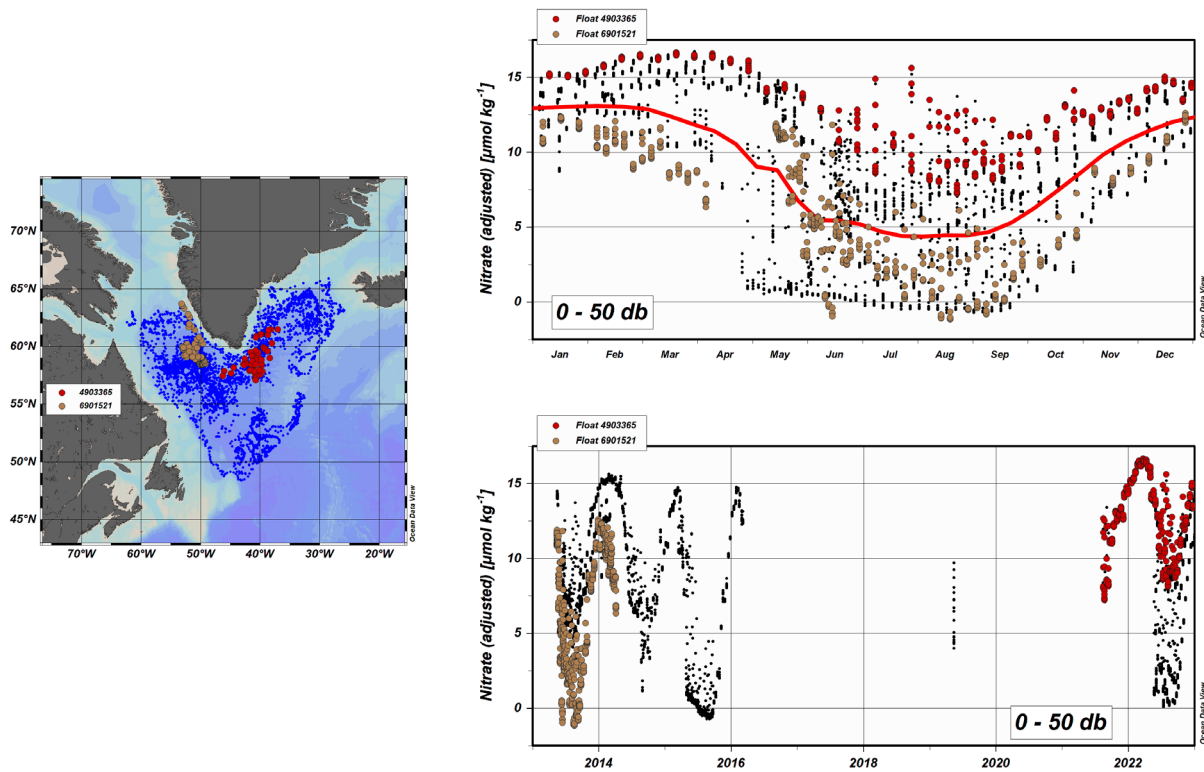 70°N
65°N
60°N
55°N
50°N
45°N
4903365
6901521
70°W
60°W
50°W
40°W
30°W
20°W
Ocean Data View
Float 4903365
Float 6901521
Nitrate (adjusted) [μmol kg⁻¹]
15
10
5
0
0 - 50 db
Jan
Feb
Mar
Apr
May
Jun
Jul
Aug
Sep
Oct
Nov
Dec
Ocean Data View
Float 4903365
Float 6901521
Nitrate (adjusted) [μmol kg⁻¹]
15
10
5
0
0 - 50 db
2014
2016
2018
2020
2022
Ocean Data View